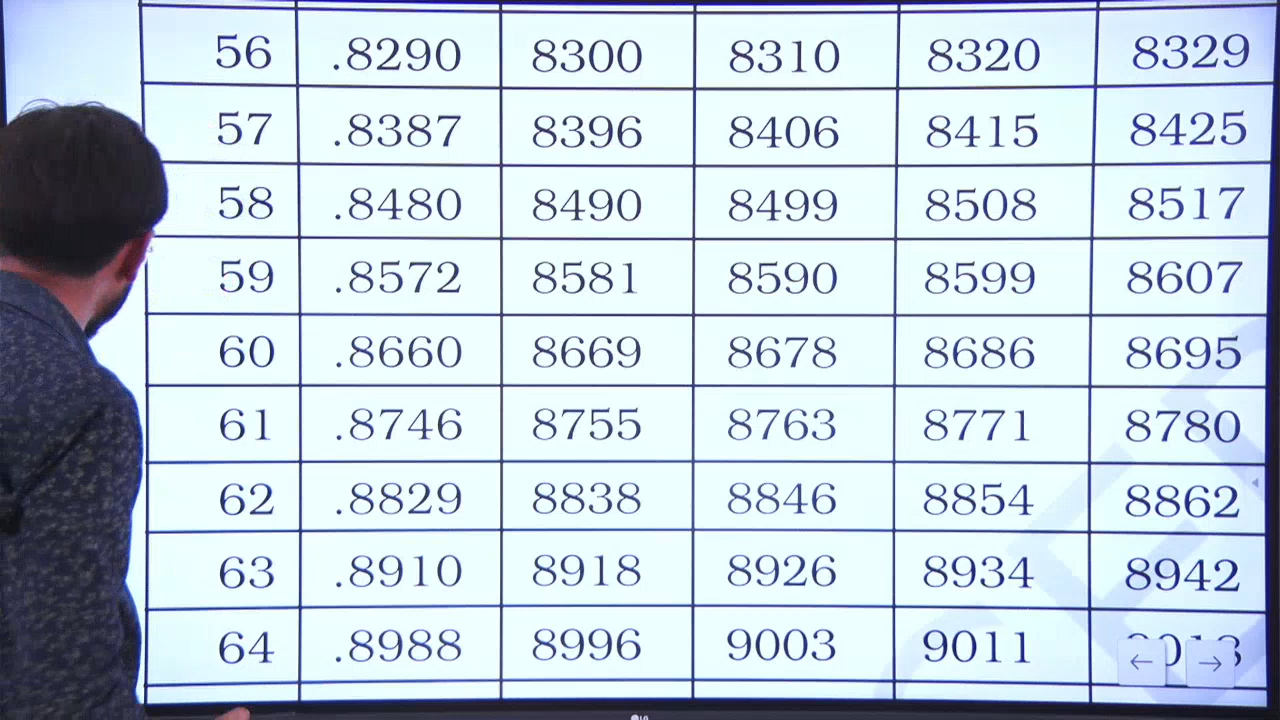 56 .8290 8300 8310 8320 8329
57 .8387 8396 8406 8415 8425
58 .8480 8490 8499 8508 8517
59 .8572 8581 8590 8599 8607
60 .8660 8669 8678 8686 8695
61 .8746 8755 8763 8771 8780
62 .8829 8838 8846 8854 8862
63 .8910 8918 8926 8934 8942
64 .8988 8996 9003 9011
LG